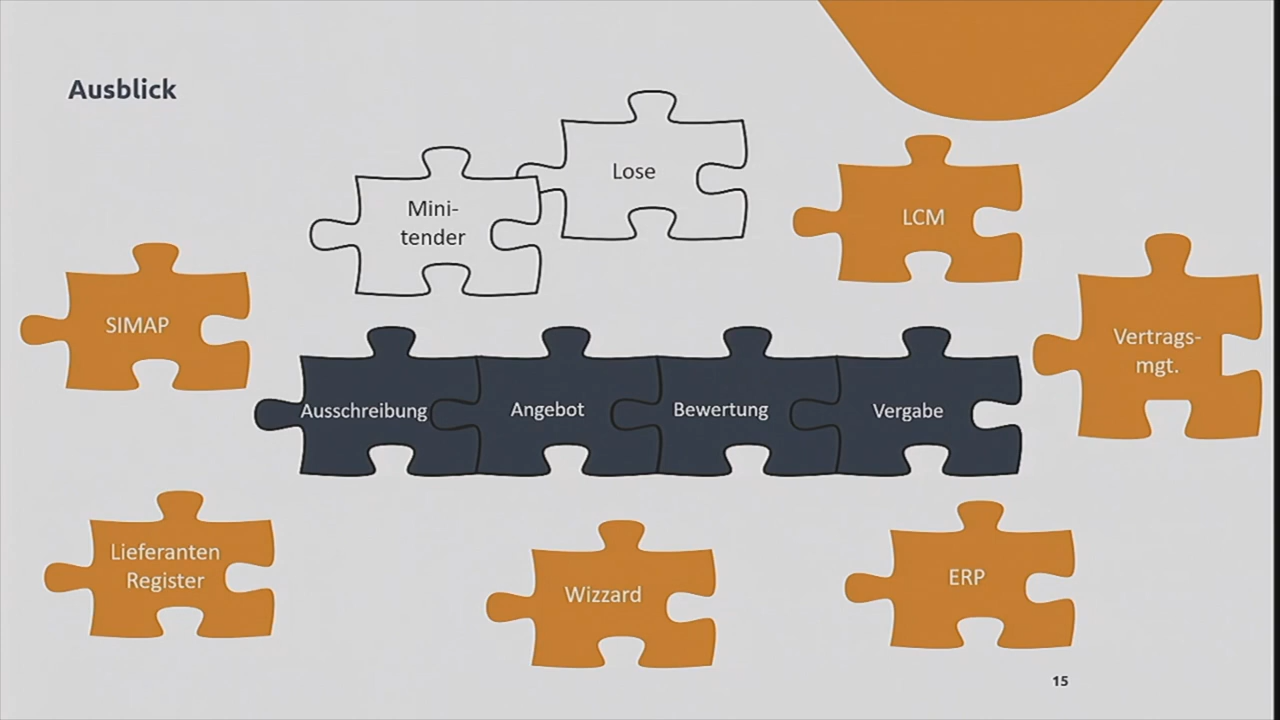 Ausblick
Lose
Mini-
tender
LCM
SIMAP
Vertrags-
mgt.
Ausschreibung
Angebot
Bewertung
Vergabe
Lieferanten
Register
Wizzard
ERP
15